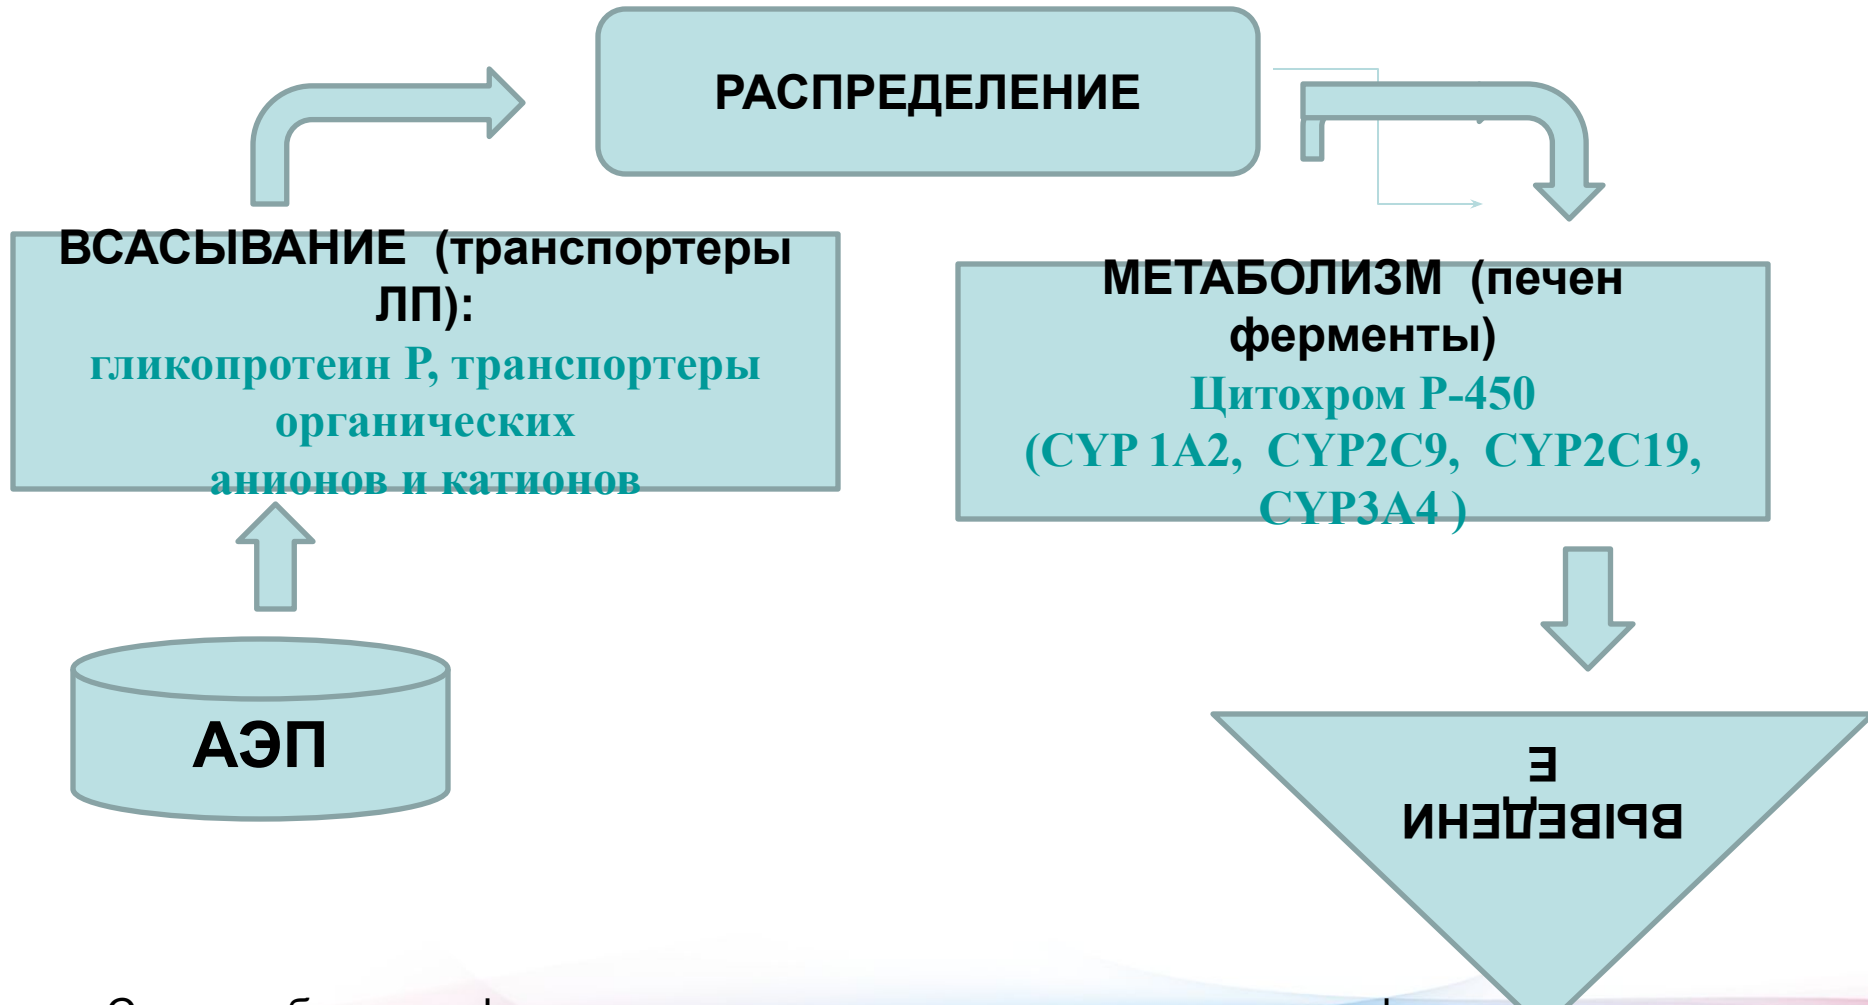 РАСПРЕДЕЛЕНИЕ
ВСАСЫВАНИЕ (транспортеры
ЛП):
гликопротеин Р, транспортеры
органических
анионов и катионов
МЕТАБОЛИЗМ (печен
ферменты)
Цитохром Р-450
(CYP 1A2, CYP2C9, CYP2C19,
CYP3A4 )
АЭП
ВЫВЕДЕНИ
Е